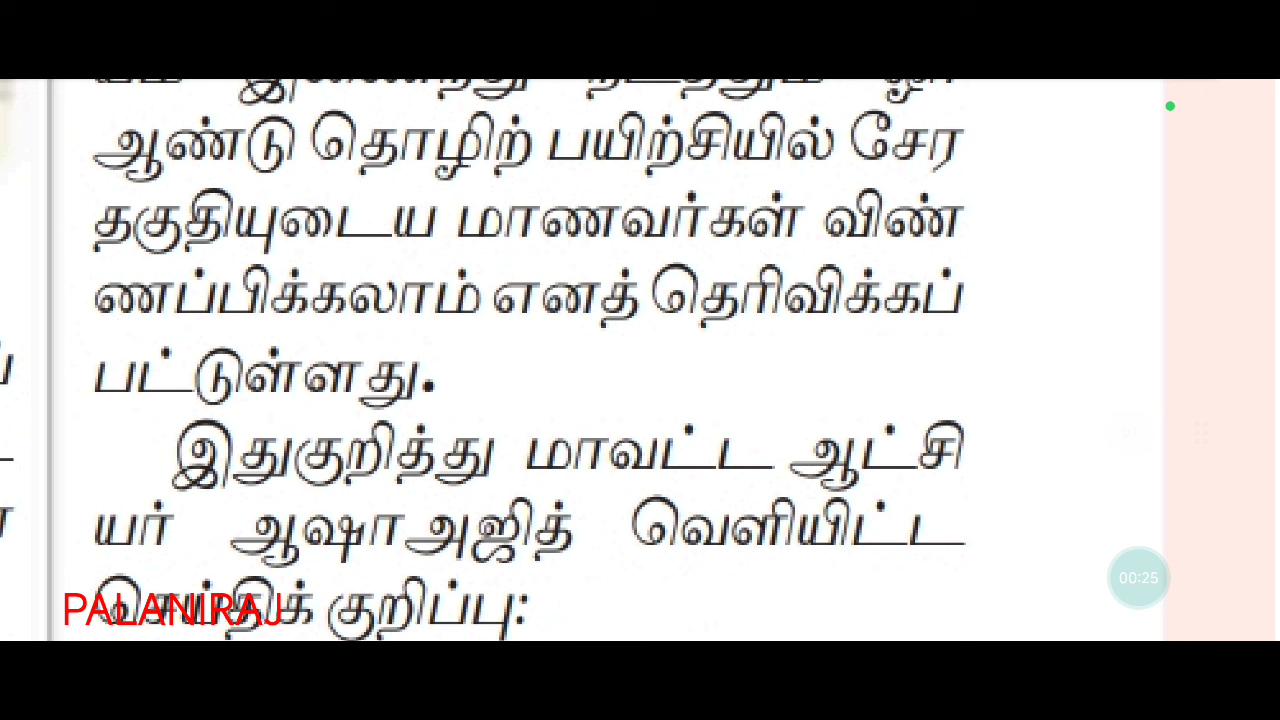 ஆண்டு தொழிற் பயிற்சியில் சேர
தகுதியுடைய மாணவர்கள் விண்
ணப்பிக்கலாம் எனத் தெரிவிக்கப்
பட்டுள்ளது.
இதுகுறித்து மாவட்ட ஆட்சி
யர் ஆஷாஅஜித் வெளியிட்ட
செய்திக் குறிப்பு:
PALANIRAJ
00:25